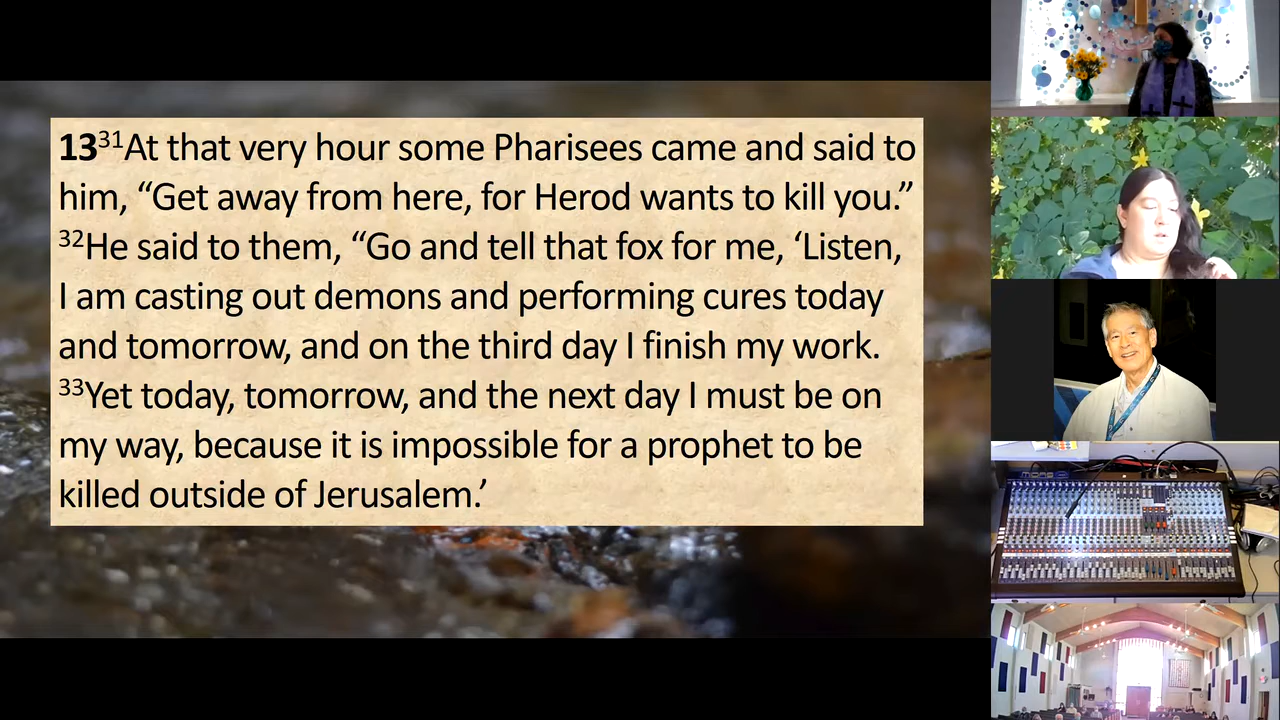 13³¹At that very hour some Pharisees came and said to
him, “Get away from here, for Herod wants to kill you.”
³²He said to them, “Go and tell that fox for me, ‘Listen,
I am casting out demons and performing cures today
and tomorrow, and on the third day I finish my work.
³³Yet today, tomorrow, and the next day I must be on
my way, because it is impossible for a prophet to be
killed outside of Jerusalem.’